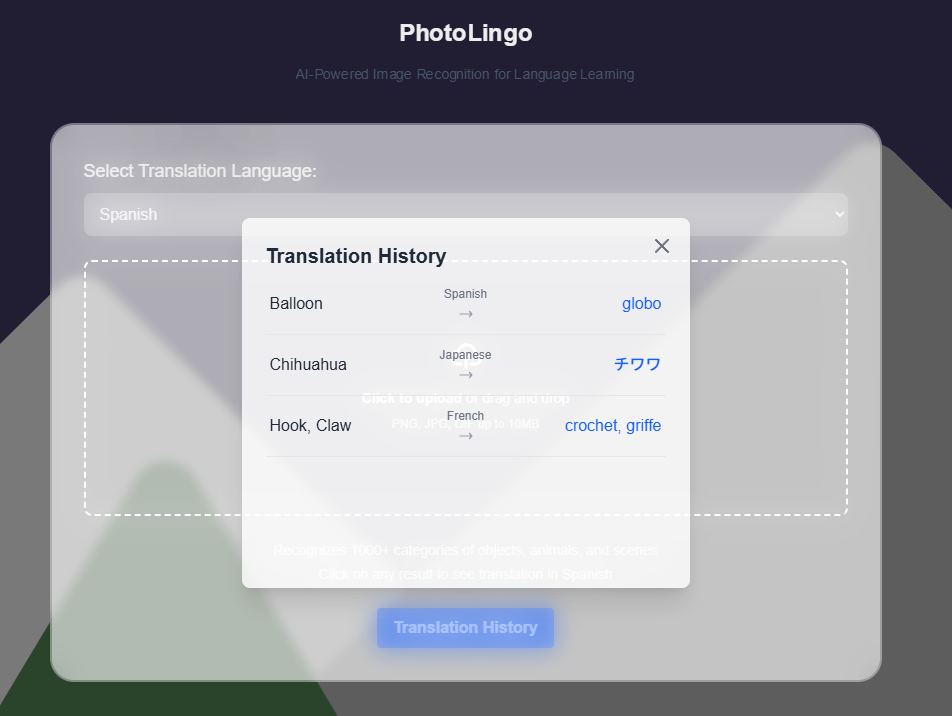 PhotoLingo
AI-Powered Image Recognition for Language Learning
Select Translation Language:
Spanish
Translation History
Balloon
Spanish
→
globo
Chihuahua
Japanese
→
チワワ
Click to upload or drag and drop
Hook, Claw
French
→
crochet, griffe
PNG, JPG, GIF up to 10MB
Recognizes 1000+ categories of objects, animals, and scenes
Click on any result to see translation in Spanish
Translation History